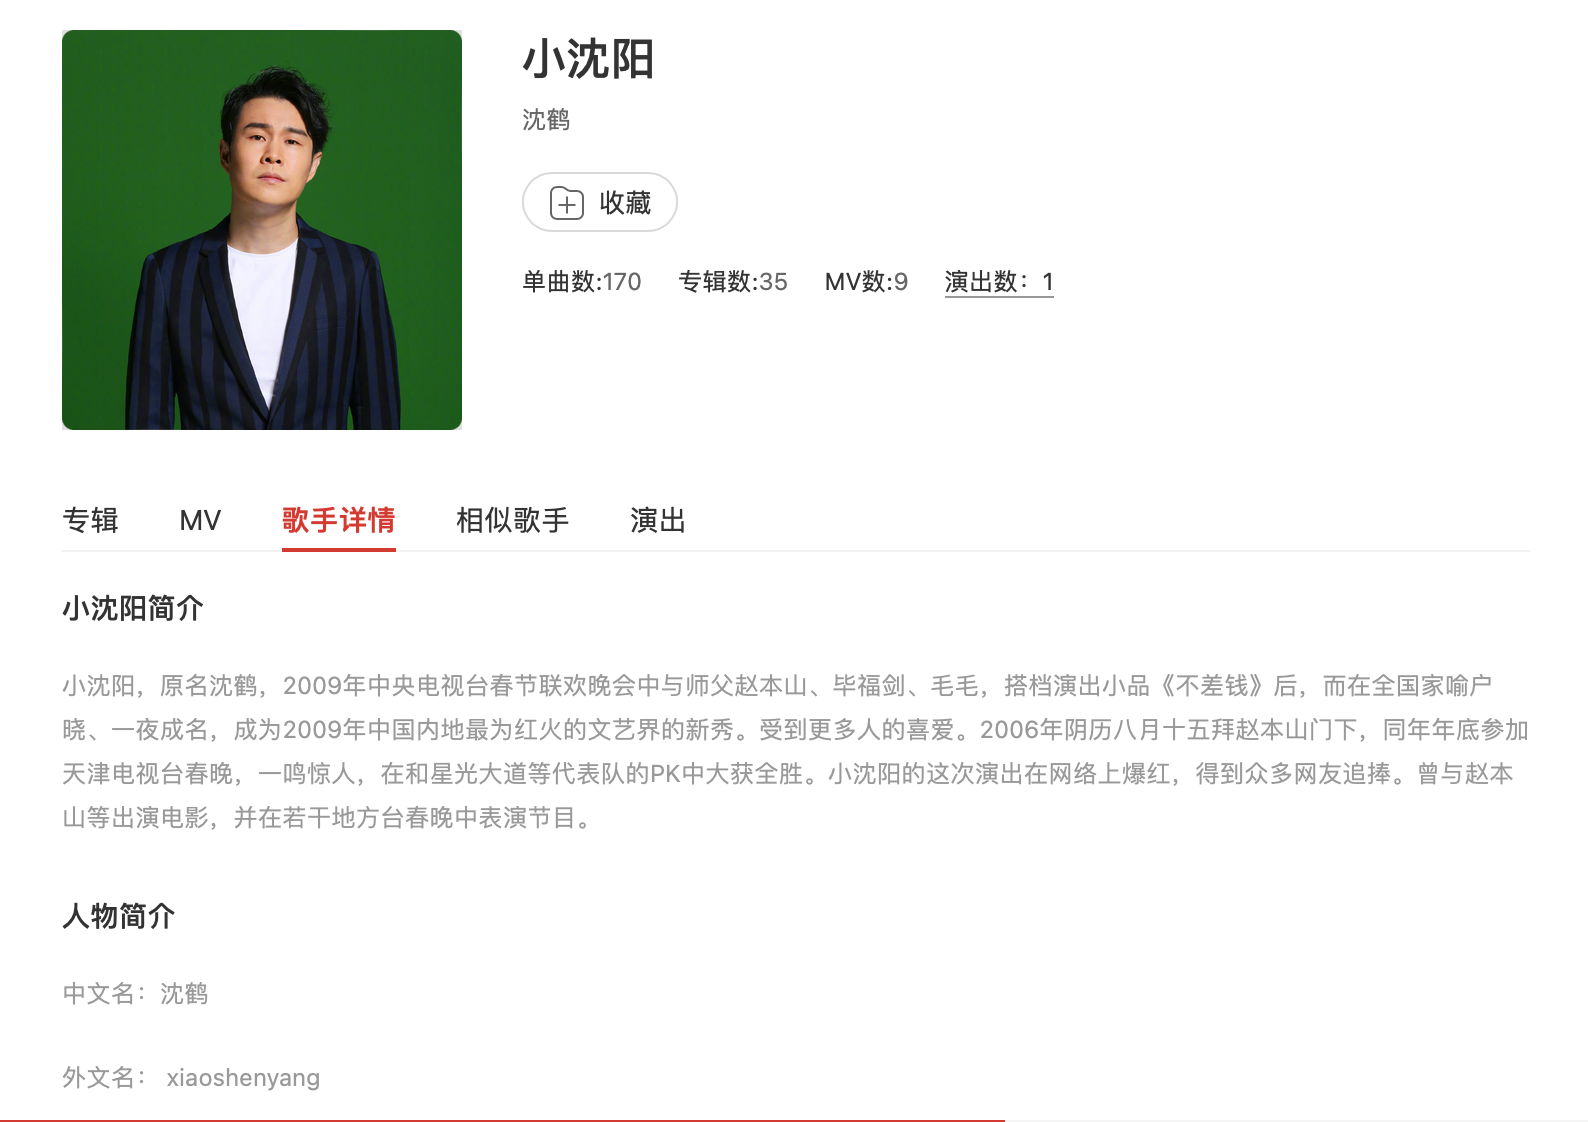 小沈阳
沈鹤
收藏
单曲数:170 专辑数:35 MV数:9 演出数：1
专辑 MV 歌手详情 相似歌手 演出
小沈阳简介
小沈阳，原名沈鹤，2009年中央电视台春节联欢晚会中与师父赵本山、毕福剑、毛毛，搭档演出小品《不差钱》后，而在全国家喻户
晓、一夜成名，成为2009年中国内地最为红火的文艺界的新秀。受到更多人的喜爱。2006年阴历八月十五拜赵本山门下，同年年底参加
天津电视台春晚，一鸣惊人，在和星光大道等代表队的PK中大获全胜。小沈阳的这次演出在网络上爆红，得到众多网友追捧。曾与赵本
山等出演电影，并在若干地方台春晚中表演节目。
人物简介
中文名：沈鹤
外文名： xiaoshenyang